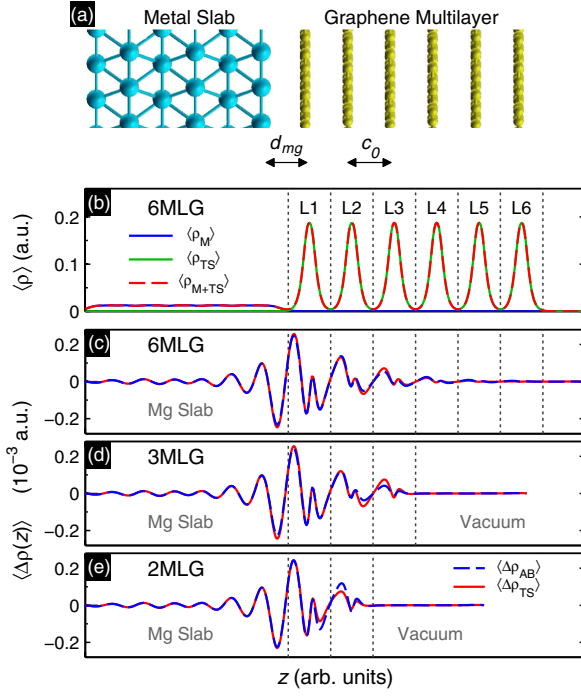 (a) Metal Slab Graphene Multilayer
d_mg c_0
(b) 6MLG L1 L2 L3 L4 L5 L6
⟨ρ_M⟩
⟨ρ_TS⟩
⟨ρ_M+TS⟩
0.2
0.1
0
⟨ρ⟩ (a.u.)
(c) 6MLG
0.2
0
−0.2
Mg Slab
(d) 3MLG
0.2
0
−0.2
Mg Slab Vacuum
(e) 2MLG
⟨Δρ_AB⟩
⟨Δρ_TS⟩
0.2
0
−0.2
Mg Slab Vacuum
⟨Δρ(z)⟩ (10⁻³ a.u.)
z (arb. units)